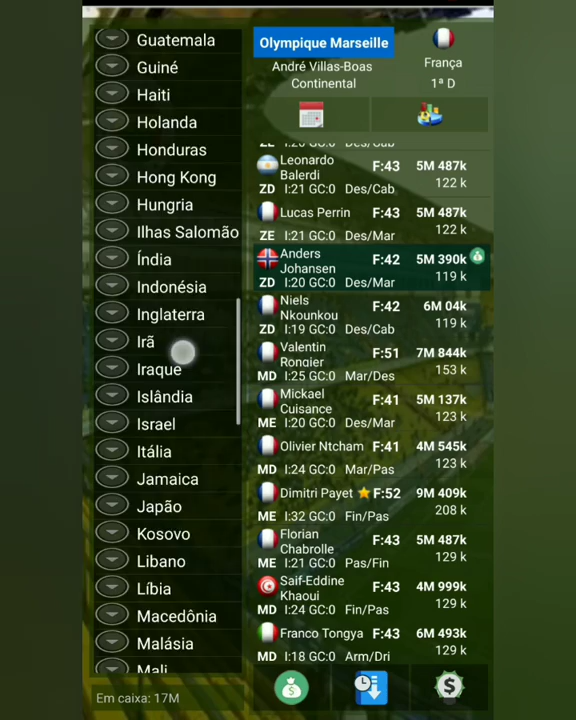 Guatemala
Guiné
Haiti
Holanda
Honduras
Hong Kong
Hungria
Ilhas Salomão
Índia
Indonésia
Inglaterra
Irã
Iraque
Islândia
Israel
Itália
Jamaica
Japão
Kosovo
Libano
Líbia
Macedônia
Malásia
Mali
Em caixa: 17M
Olympique Marseille
André Villas-Boas
Continental
França
1ª D
Leonardo
Balerdi
F:43 5M 487k
ZD I:21 GC:0 Des/Cab 122 k
Lucas Perrin F:43 5M 487k
ZE I:21 GC:0 Des/Mar 122 k
Anders
Johansen
F:42 5M 390k
ZD I:20 GC:0 Des/Mar 119 k
Niels
Nkounkou
F:42 6M 04k
ZD I:19 GC:0 Des/Cab 119 k
Valentin
Rongier
F:51 7M 844k
MD I:25 GC:0 Mar/Des 153 k
Mickael
Cuisance
F:41 5M 137k
ME I:20 GC:0 Des/Mar 123 k
Olivier Ntcham F:41 4M 545k
MD I:24 GC:0 Mar/Pas 123 k
Dimitri Payet F:52 9M 409k
ME I:32 GC:0 Fin/Pas 208 k
Florian
Chabrolle
F:43 5M 487k
ME I:21 GC:0 Pas/Fin 129 k
Saif-Eddine
Khaoui
F:43 4M 999k
MD I:24 GC:0 Fin/Pas 129 k
Franco Tongya F:43 6M 493k
MD I:18 GC:0 Arm/Dri 129 k